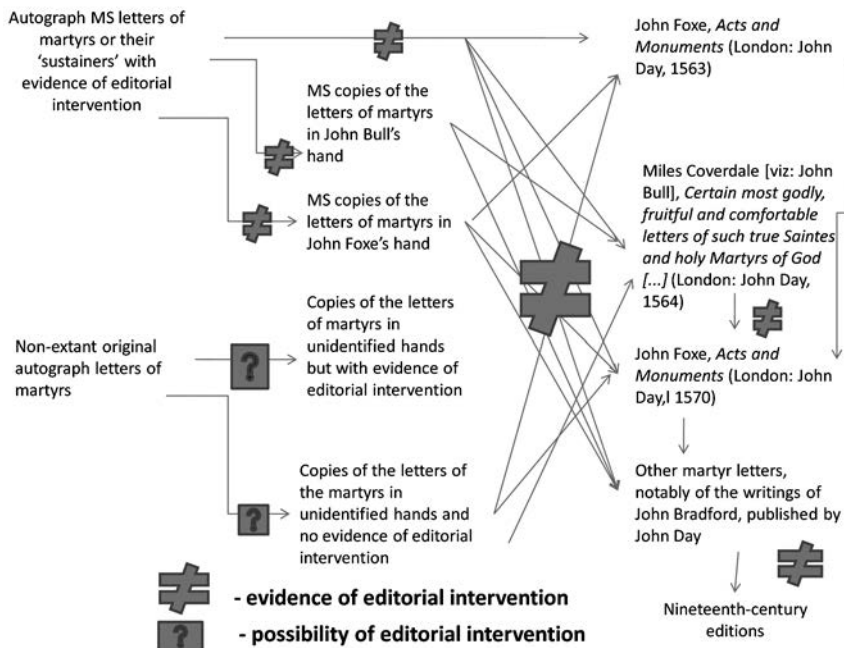 Autograph MS letters of
martyrs or their
‘sustainers’ with
evidence of editorial
intervention
MS copies of the
letters of martyrs
in John Bull’s
hand
MS copies of the
letters of martyrs in
John Foxe’s hand
Non-extant original
autograph letters of
martyrs
Copies of the letters
of martyrs in
unidentified hands
but with evidence of
editorial intervention
Copies of the letters of
the martyrs in
unidentified hands and
no evidence of editorial
intervention
John Foxe, Acts and
Monuments (London: John
Day, 1563)
Miles Coverdale [viz: John
Bull], Certain most godly,
fruitful and comfortable
letters of such true Saintes
and holy Martyrs of God
[...] (London: John Day,
1564)
John Foxe, Acts and
Monuments (London: John
Day,l 1570)
Other martyr letters,
notably of the writings of
John Bradford, published by
John Day
Nineteenth-century
editions
≠ - evidence of editorial intervention
? - possibility of editorial intervention